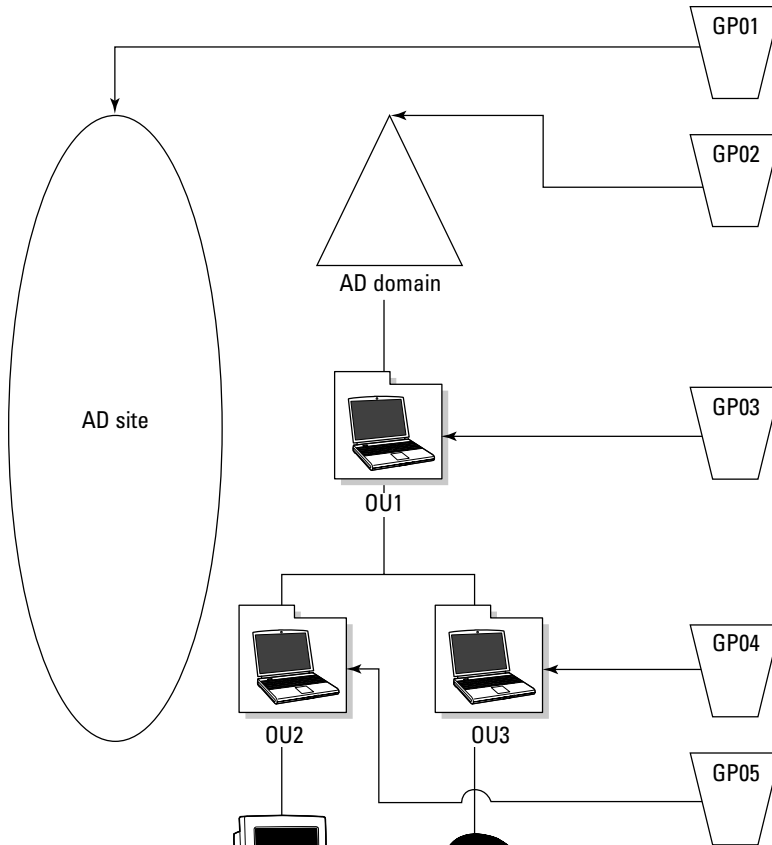 GP01
GP02
AD domain
AD site
GP03
OU1
GP04
OU2
OU3
GP05